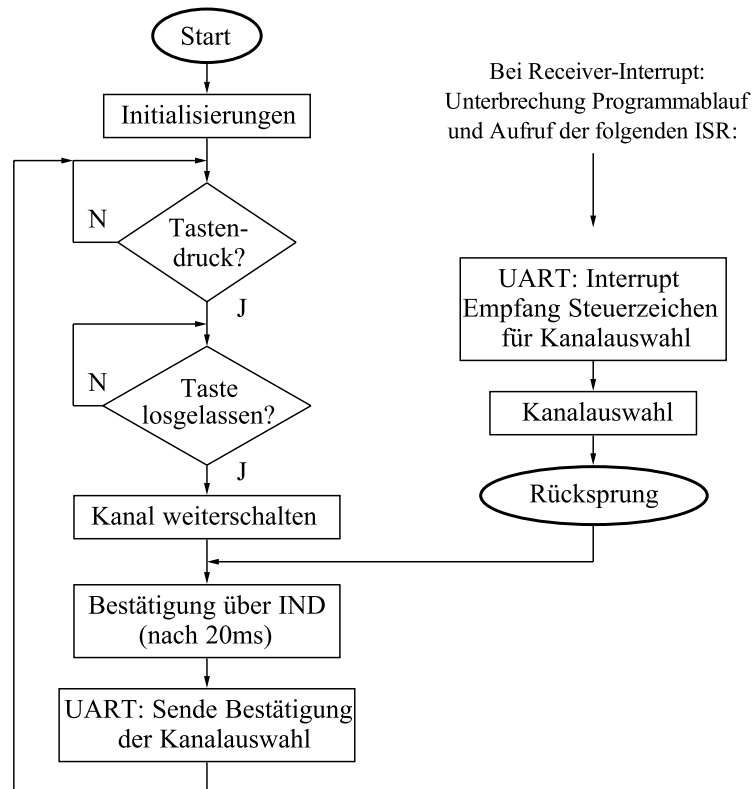 Start
Initialisierungen
N
Tasten-
druck?
J
N
Taste
losgelassen?
J
Kanal weiterschalten
Bestätigung über IND
(nach 20ms)
UART: Sende Bestätigung
der Kanalauswahl
Bei Receiver-Interrupt:
Unterbrechung Programmablauf
und Aufruf der folgenden ISR:
UART: Interrupt
Empfang Steuerzeichen
für Kanalauswahl
Kanalauswahl
Rücksprung